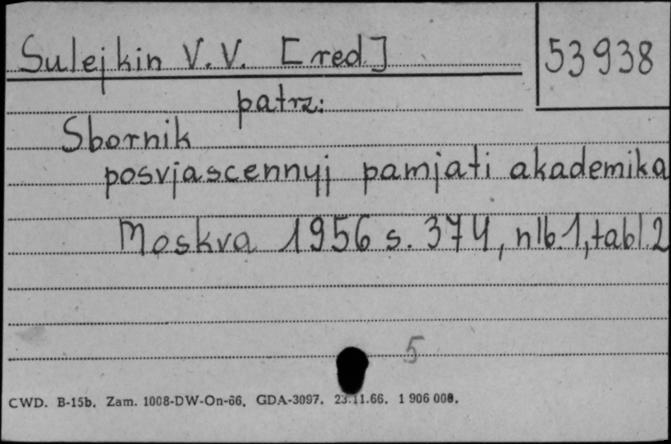 Sulejkin V.V. [red]
53938
patrz:
Sbornik
posvjascennyj pamjati akademika
Moskva 1956 s. 374, nlb.1, tabl.2
5
CWD. B-15b. Zam. 1008-DW-On-66. GDA-3097. 23.11.66. 1 906 000.